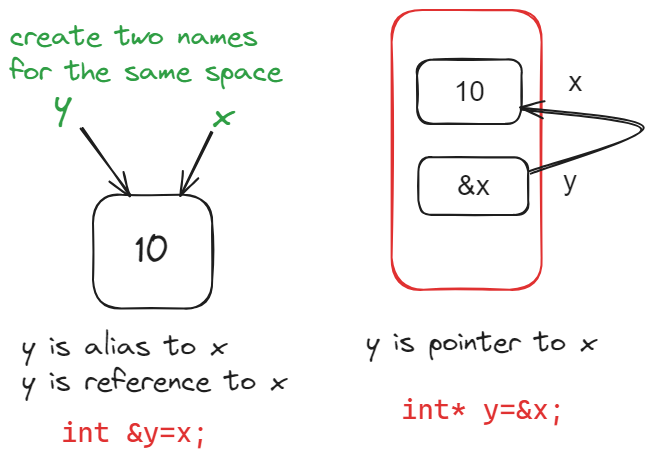 create two names
for the same space
y
x
10
y is alias to x
y is reference to x
int &y=x;
10
x
&x
y
y is pointer to x
int* y=&x;